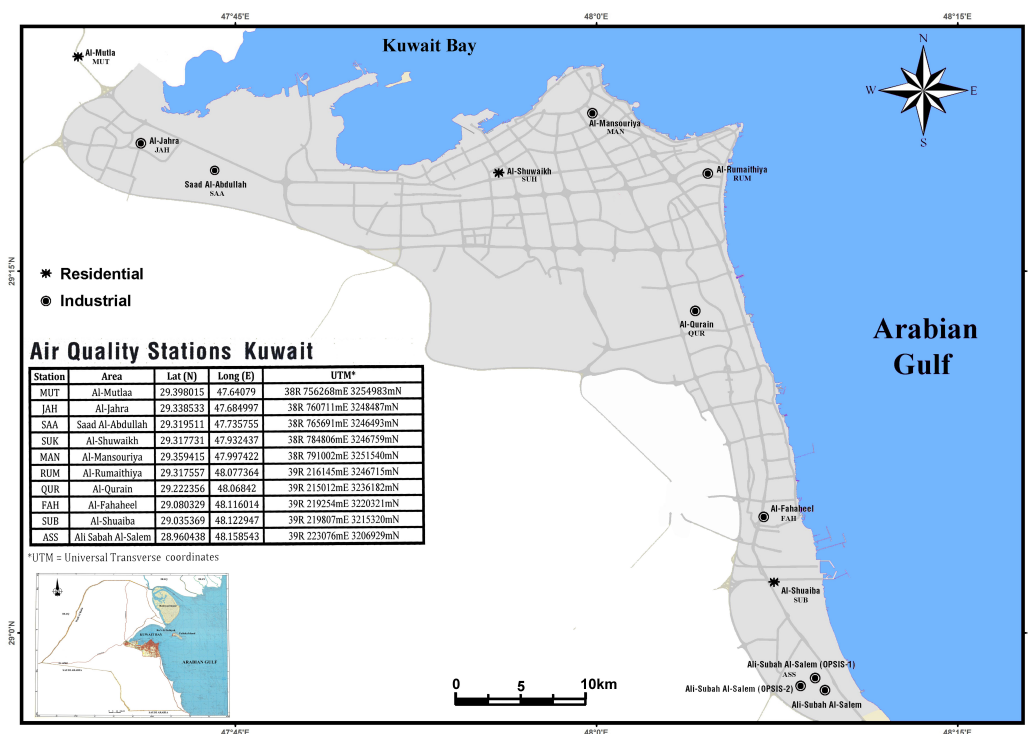 47°45'E
48°0'E
48°15'E
Kuwait Bay
Al-Mutla
MUT
N
W
E
S
Al-Mansouriya
MAN
Al-Jahra
JAH
Al-Shuwaikh
SUH
Al-Rumaithiya
RUM
Saad Al-Abdullah
SAA
29°15'N
29°15'N
Residential
Industrial
Al-Qurain
QUR
Arabian
Gulf
Air Quality Stations Kuwait
Station Area Lat (N) Long (E) UTM*
MUT Al-Mutlaa 29.398015 47.64079 38R 756268mE 3254983mN
JAH Al-Jahra 29.338533 47.684997 38R 760711mE 3248487mN
SAA Saad Al-Abdullah 29.319511 47.735755 38R 765691mE 3246493mN
SUK Al-Shuwaikh 29.317731 47.932437 38R 784806mE 3246759mN
MAN Al-Mansouriya 29.359415 47.997422 38R 791002mE 3251540mN
RUM Al-Rumaithiya 29.317557 48.077364 39R 216145mE 3246715mN
QUR Al-Qurain 29.222356 48.06842 39R 215012mE 3236182mN
FAH Al-Fahaheel 29.080329 48.116014 39R 219254mE 3220321mN
SUB Al-Shuaiba 29.035369 48.122947 39R 219807mE 3215320mN
ASS Ali Sabah Al-Salem 28.960438 48.158543 39R 223076mE 3206929mN
*UTM = Universal Transverse coordinates
Al-Fahaheel
FAH
Al-Shuaiba
SUB
KUWAIT BAY
ARABIAN GULF
SAUDI ARABIA
29°0'N
29°0'N
Ali-Subah Al-Salem (OPSIS-1)
ASS
Ali-Subah Al-Salem (OPSIS-2)
Ali-Subah Al-Salem
0 5 10km
47°45'E
48°0'E
48°15'E